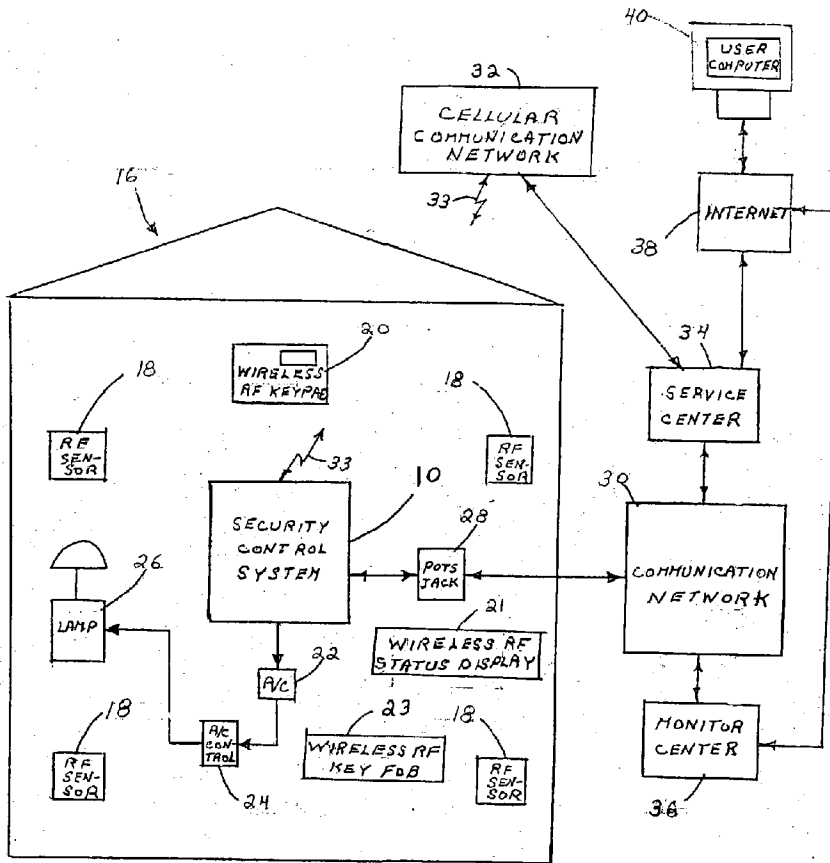 40
USER
COMPUTER
32
CELLULAR
COMMUNICATION
NETWORK
33
16
INTERNET
38
34
SERVICE
CENTER
20
WIRELESS
RF KEYPAD
18
RF
SEN-
SOR
18
RF
SEN-
SOR
33
10
SECURITY
CONTROL
SYSTEM
28
POTS
JACK
30
COMMUNICATION
NETWORK
26
LAMP
21
WIRELESS RF
STATUS DISPLAY
A/C
22
18
RF
SEN-
SOR
A/C
CON-
TROL
24
23
WIRELESS RF
KEY FOB
18
RF
SEN-
SOR
MONITOR
CENTER
36